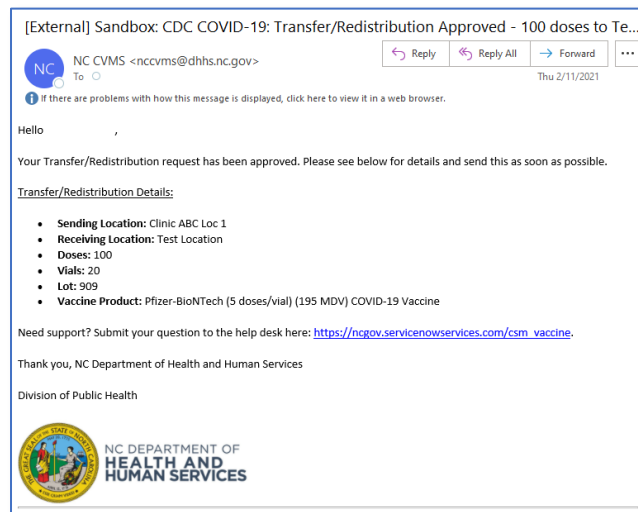 [External] Sandbox: CDC COVID-19: Transfer/Redistribution Approved - 100 doses to Te...
NC
NC CVMS <nccvms@dhhs.nc.gov>
Reply
Reply All
Forward
To
Thu 2/11/2021
If there are problems with how this message is displayed, click here to view it in a web browser.
Hello ,
Your Transfer/Redistribution request has been approved. Please see below for details and send this as soon as possible.
Transfer/Redistribution Details:
• Sending Location: Clinic ABC Loc 1
• Receiving Location: Test Location
• Doses: 100
• Vials: 20
• Lot: 909
• Vaccine Product: Pfizer-BioNTech (5 doses/vial) (195 MDV) COVID-19 Vaccine
Need support? Submit your question to the help desk here: https://ncgov.servicenowservices.com/csm_vaccine.
Thank you, NC Department of Health and Human Services
Division of Public Health
NC DEPARTMENT OF
HEALTH AND
HUMAN SERVICES